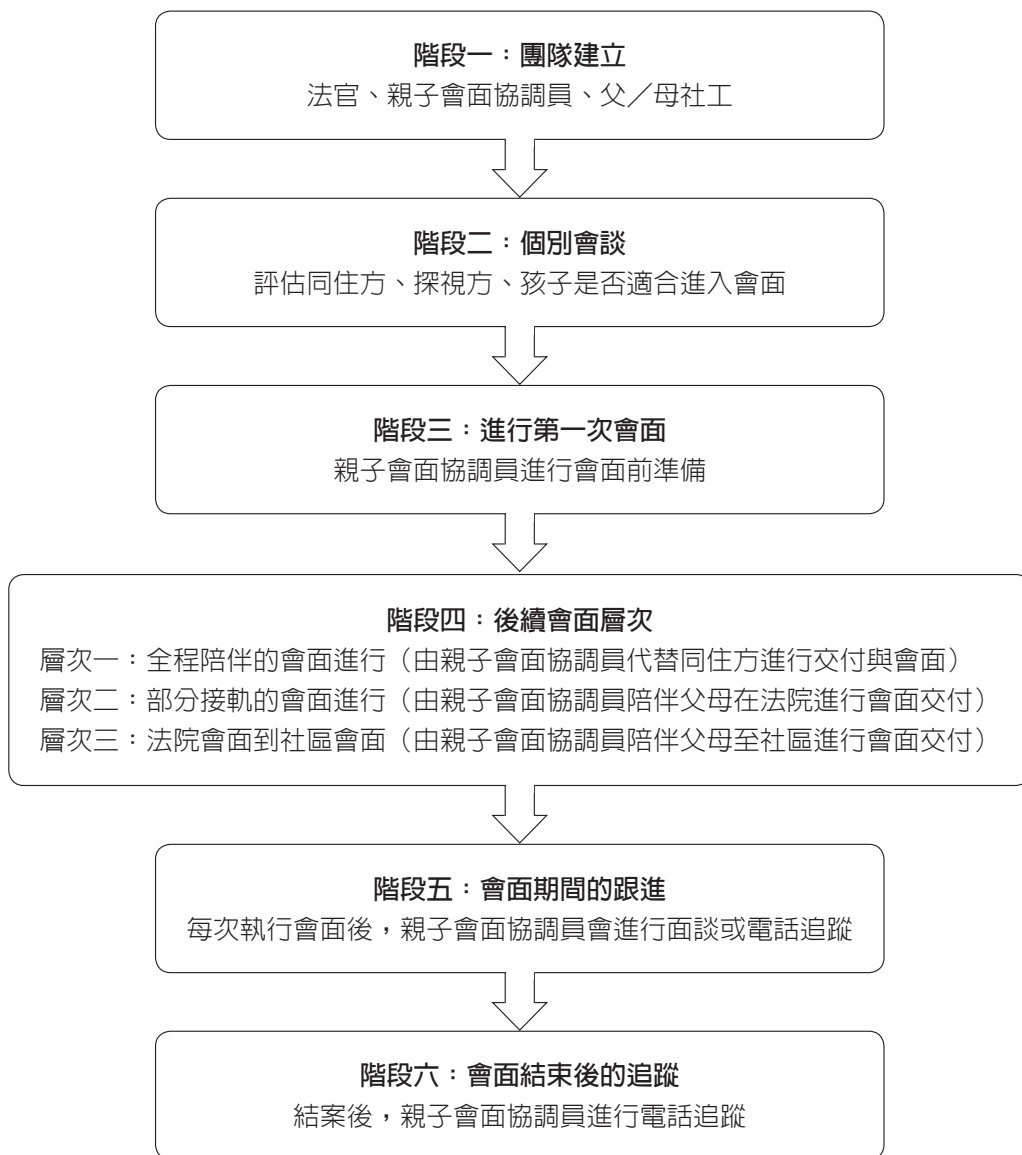 階段一：團隊建立
法官、親子會面協調員、父／母社工
階段二：個別會談
評估同住方、探視方、孩子是否適合進入會面
階段三：進行第一次會面
親子會面協調員進行會面前準備
階段四：後續會面層次
層次一：全程陪伴的會面進行（由親子會面協調員代替同住方進行交付與會面）
層次二：部分接軌的會面進行（由親子會面協調員陪伴父母在法院進行會面交付）
層次三：法院會面到社區會面（由親子會面協調員陪伴父母至社區進行會面交付）
階段五：會面期間的跟進
每次執行會面後，親子會面協調員會進行面談或電話追蹤
階段六：會面結束後的追蹤
結案後，親子會面協調員進行電話追蹤